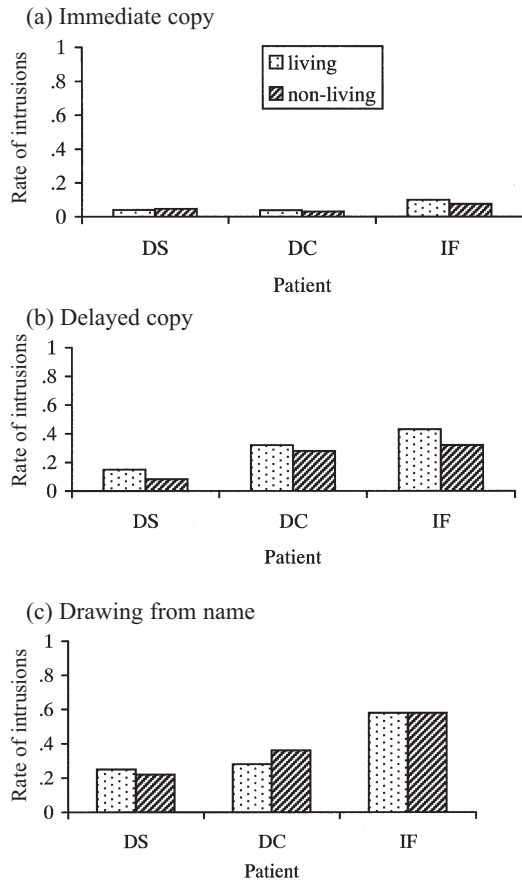 (a) Immediate copy
Rate of intrusions
1
.8
.6
.4
.2
0
living
non-living
DS DC IF
Patient
(b) Delayed copy
Rate of intrusions
1
.8
.6
.4
.2
0
DS DC IF
Patient
(c) Drawing from name
Rate of intrusions
1
.8
.6
.4
.2
0
DS DC IF
Patient